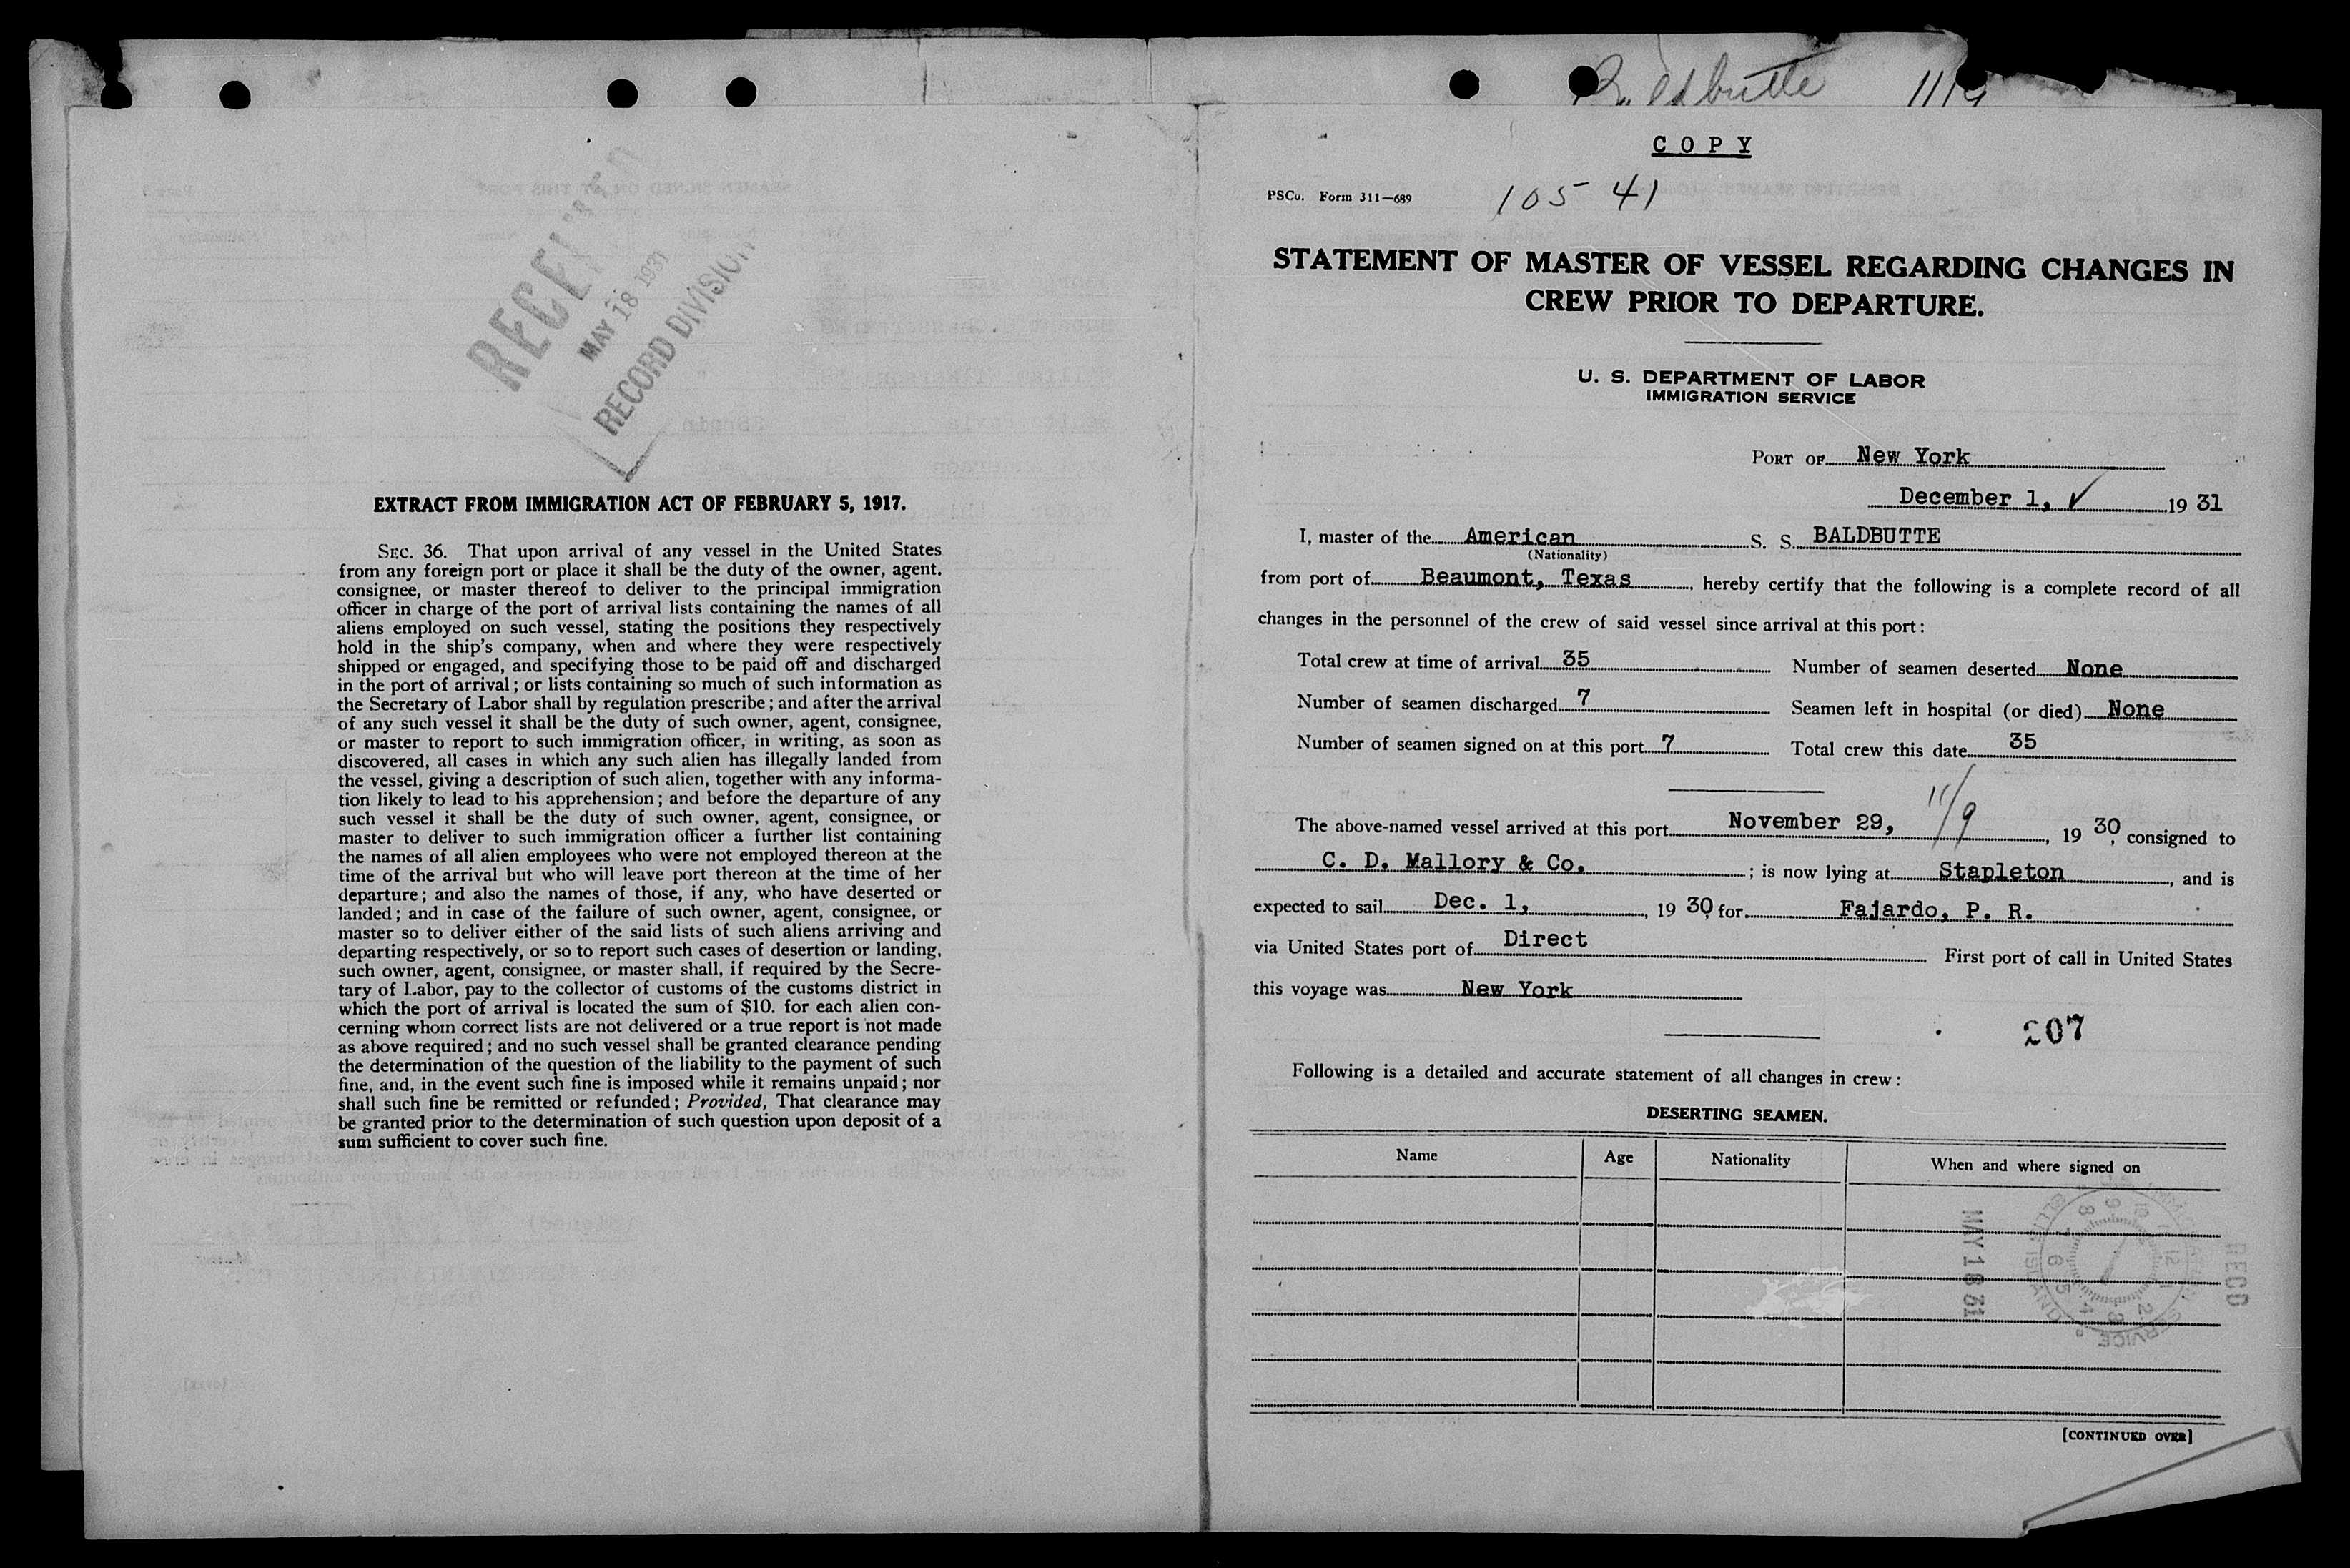 RECEIVED
MAY 18 1931
RECORD DIVISION
EXTRACT FROM IMMIGRATION ACT OF FEBRUARY 5, 1917.
SEC. 36. That upon arrival of any vessel in the United States
from any foreign port or place it shall be the duty of the owner, agent,
consignee, or master thereof to deliver to the principal immigration
officer in charge of the port of arrival lists containing the names of all
aliens employed on such vessel, stating the positions they respectively
hold in the ship's company, when and where they were respectively
shipped or engaged, and specifying those to be paid off and discharged
in the port of arrival; or lists containing so much of such information as
the Secretary of Labor shall by regulation prescribe; and after the arrival
of any such vessel it shall be the duty of such owner, agent, consignee,
or master to report to such immigration officer, in writing, as soon as
discovered, all cases in which any such alien has illegally landed from
the vessel, giving a description of such alien, together with any informa-
tion likely to lead to his apprehension; and before the departure of any
such vessel it shall be the duty of such owner, agent, consignee, or
master to deliver to such immigration officer a further list containing
the names of all alien employees who were not employed thereon at the
time of the arrival but who will leave port thereon at the time of her
departure; and also the names of those, if any, who have deserted or
landed; and in case of the failure of such owner, agent, consignee, or
master so to deliver either of the said lists of such aliens arriving and
departing respectively, or so to report such cases of desertion or landing,
such owner, agent, consignee, or master shall, if required by the Secre-
tary of Labor, pay to the collector of customs of the customs district in
which the port of arrival is located the sum of $10. for each alien con-
cerning whom correct lists are not delivered or a true report is not made
as above required; and no such vessel shall be granted clearance pending
the determination of the question of the liability to the payment of such
fine, and, in the event such fine is imposed while it remains unpaid; nor
shall such fine be remitted or refunded; Provided, That clearance may
be granted prior to the determination of such question upon deposit of a
sum sufficient to cover such fine.
Baldbutte
COPY
PSCo. Form 311—689 105 41
STATEMENT OF MASTER OF VESSEL REGARDING CHANGES IN
CREW PRIOR TO DEPARTURE.
U. S. DEPARTMENT OF LABOR
IMMIGRATION SERVICE
PORT OF New York
December 1, ✓ 1931
I, master of the American S. S. BALDBUTTE
(Nationality)
from port of Beaumont, Texas, hereby certify that the following is a complete record of all
changes in the personnel of the crew of said vessel since arrival at this port:
Total crew at time of arrival 35 Number of seamen deserted None
Number of seamen discharged 7 Seamen left in hospital (or died) None
Number of seamen signed on at this port 7 Total crew this date 35
The above-named vessel arrived at this port November 29, 11/9, 1930, consigned to
C. D. Mallory & Co.; is now lying at Stapleton, and is
expected to sail Dec. 1, , 1930, for Fajardo, P. R.
via United States port of Direct First port of call in United States
this voyage was New York
207
Following is a detailed and accurate statement of all changes in crew:
DESERTING SEAMEN.
Name Age Nationality When and where signed on
RECD
MAY 18 31
[CONTINUED OVER]